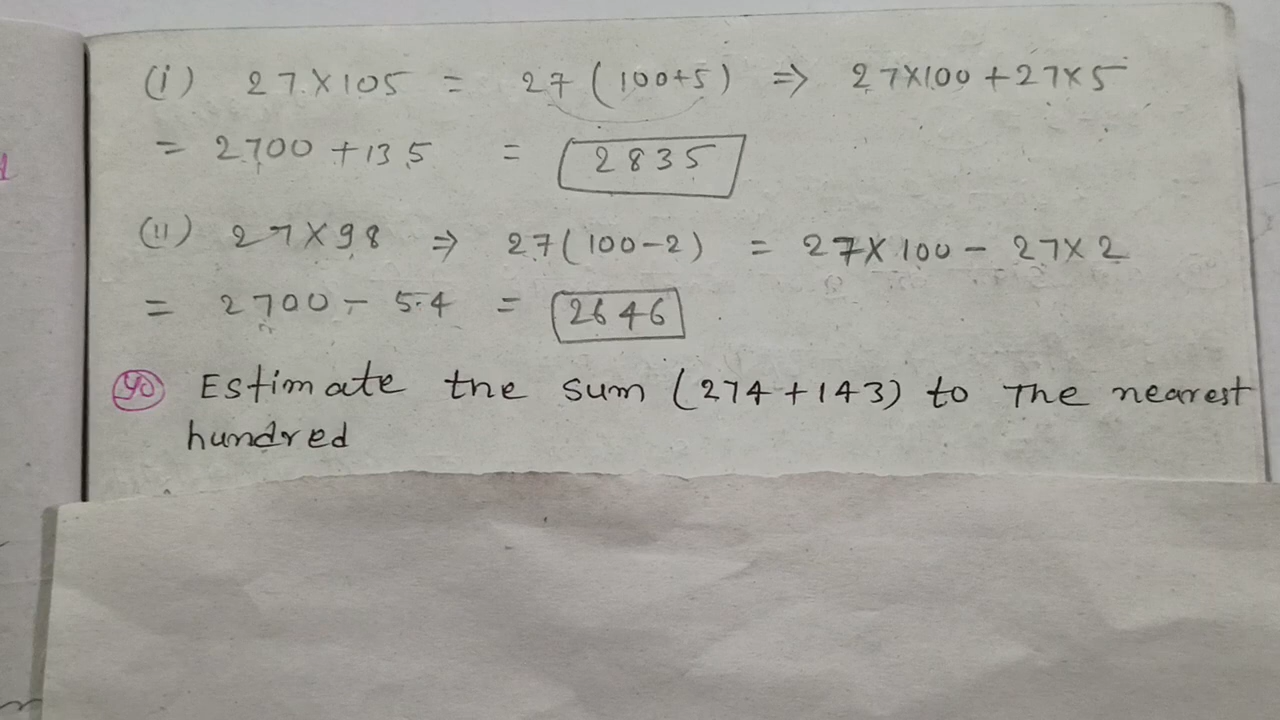 (i) 27×105 = 27 (100+5) ⇒ 27×100 + 27×5
= 2700 + 135 = 2835
(ii) 27×98 ⇒ 27(100-2) = 27×100 - 27×2
= 2700 - 54 = 2646
40 Estimate the sum (274+143) to The nearest
hundred